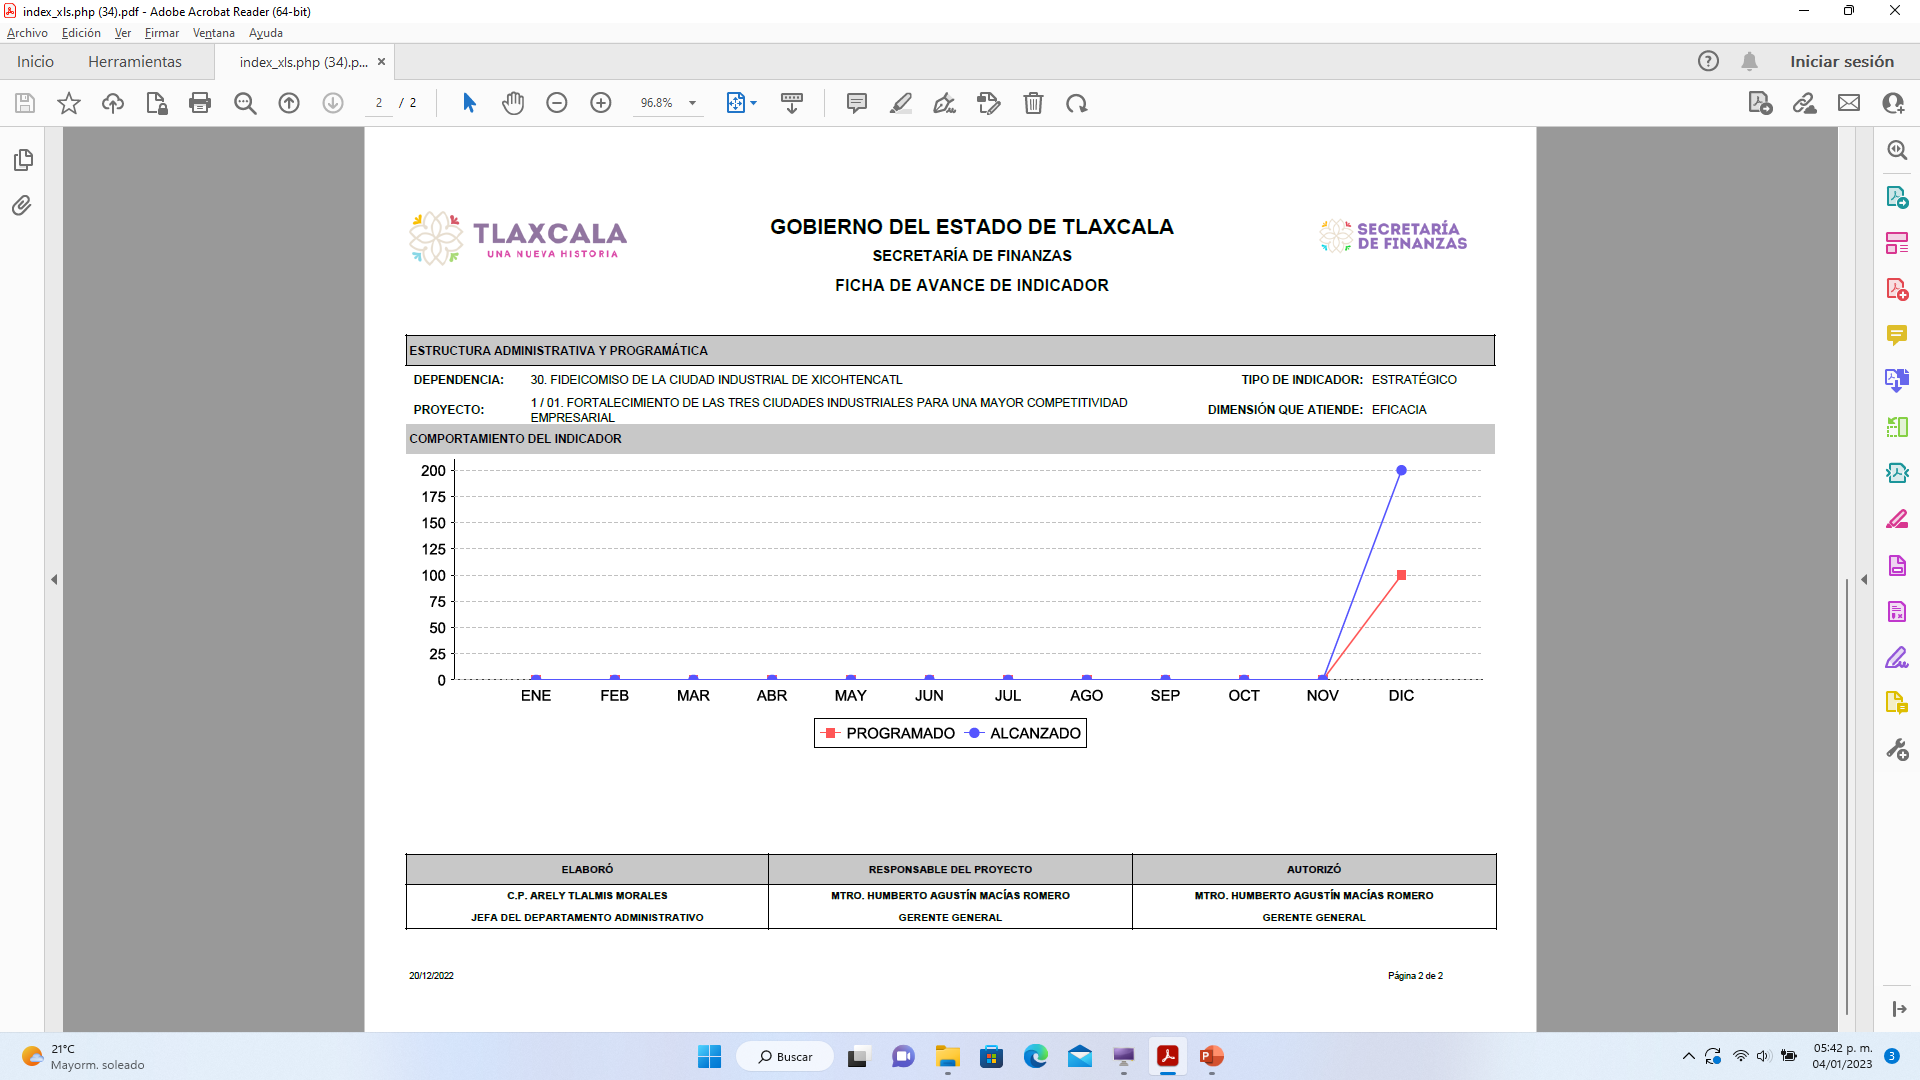 index_xls.php (34).pdf - Adobe Acrobat Reader (64-bit)
Archivo Edición Ver Firmar Ventana Ayuda
Inicio Herramientas index_xls.php (34).p... Iniciar sesión
2 / 2 96.8%
TLAXCALA
UNA NUEVA HISTORIA
GOBIERNO DEL ESTADO DE TLAXCALA
SECRETARÍA DE FINANZAS
FICHA DE AVANCE DE INDICADOR
SECRETARÍA
DE FINANZAS
ESTRUCTURA ADMINISTRATIVA Y PROGRAMÁTICA
DEPENDENCIA: 30. FIDEICOMISO DE LA CIUDAD INDUSTRIAL DE XICOHTENCATL TIPO DE INDICADOR: ESTRATÉGICO
PROYECTO: 1 / 01. FORTALECIMIENTO DE LAS TRES CIUDADES INDUSTRIALES PARA UNA MAYOR COMPETITIVIDAD
EMPRESARIAL
DIMENSIÓN QUE ATIENDE: EFICACIA
COMPORTAMIENTO DEL INDICADOR
200
175
150
125
100
75
50
25
0
ENE FEB MAR ABR MAY JUN JUL AGO SEP OCT NOV DIC
PROGRAMADO ALCANZADO
ELABORÓ RESPONSABLE DEL PROYECTO AUTORIZÓ
C.P. ARELY TLALMIS MORALES MTRO. HUMBERTO AGUSTÍN MACÍAS ROMERO MTRO. HUMBERTO AGUSTÍN MACÍAS ROMERO
JEFA DEL DEPARTAMENTO ADMINISTRATIVO GERENTE GENERAL GERENTE GENERAL
20/12/2022 Página 2 de 2
21°C
Mayorm. soleado
Buscar
05:42 p. m.
04/01/2023
3